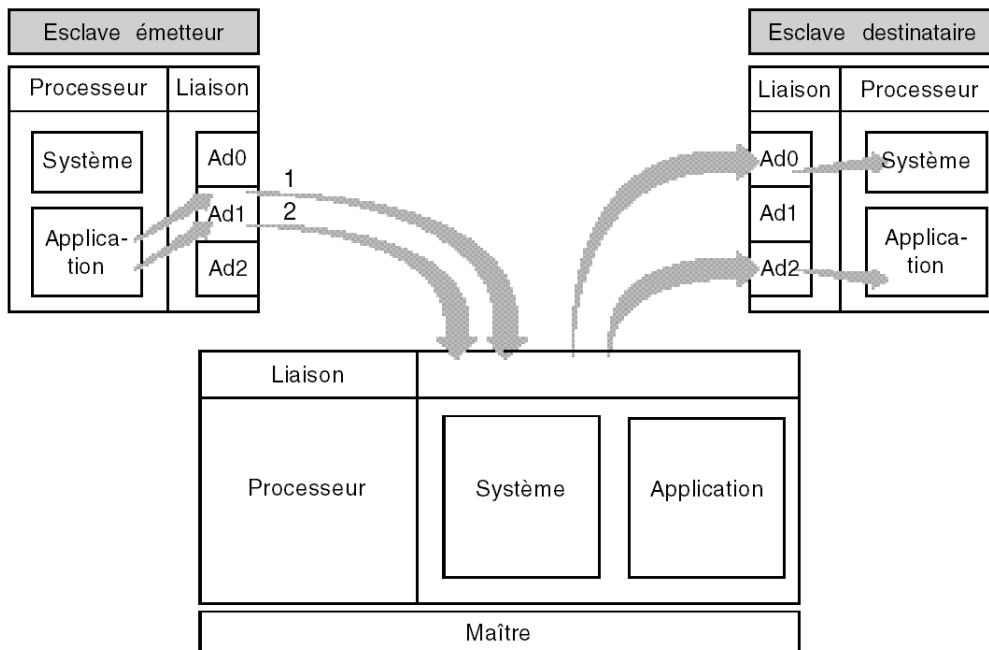 Esclave émetteur
Processeur Liaison
Système
Ad0
Applica-
tion
Ad1
Ad2
1
2
Esclave destinataire
Liaison Processeur
Ad0
Système
Ad1
Applica-
tion
Ad2
Liaison
Processeur
Système
Application
Maître